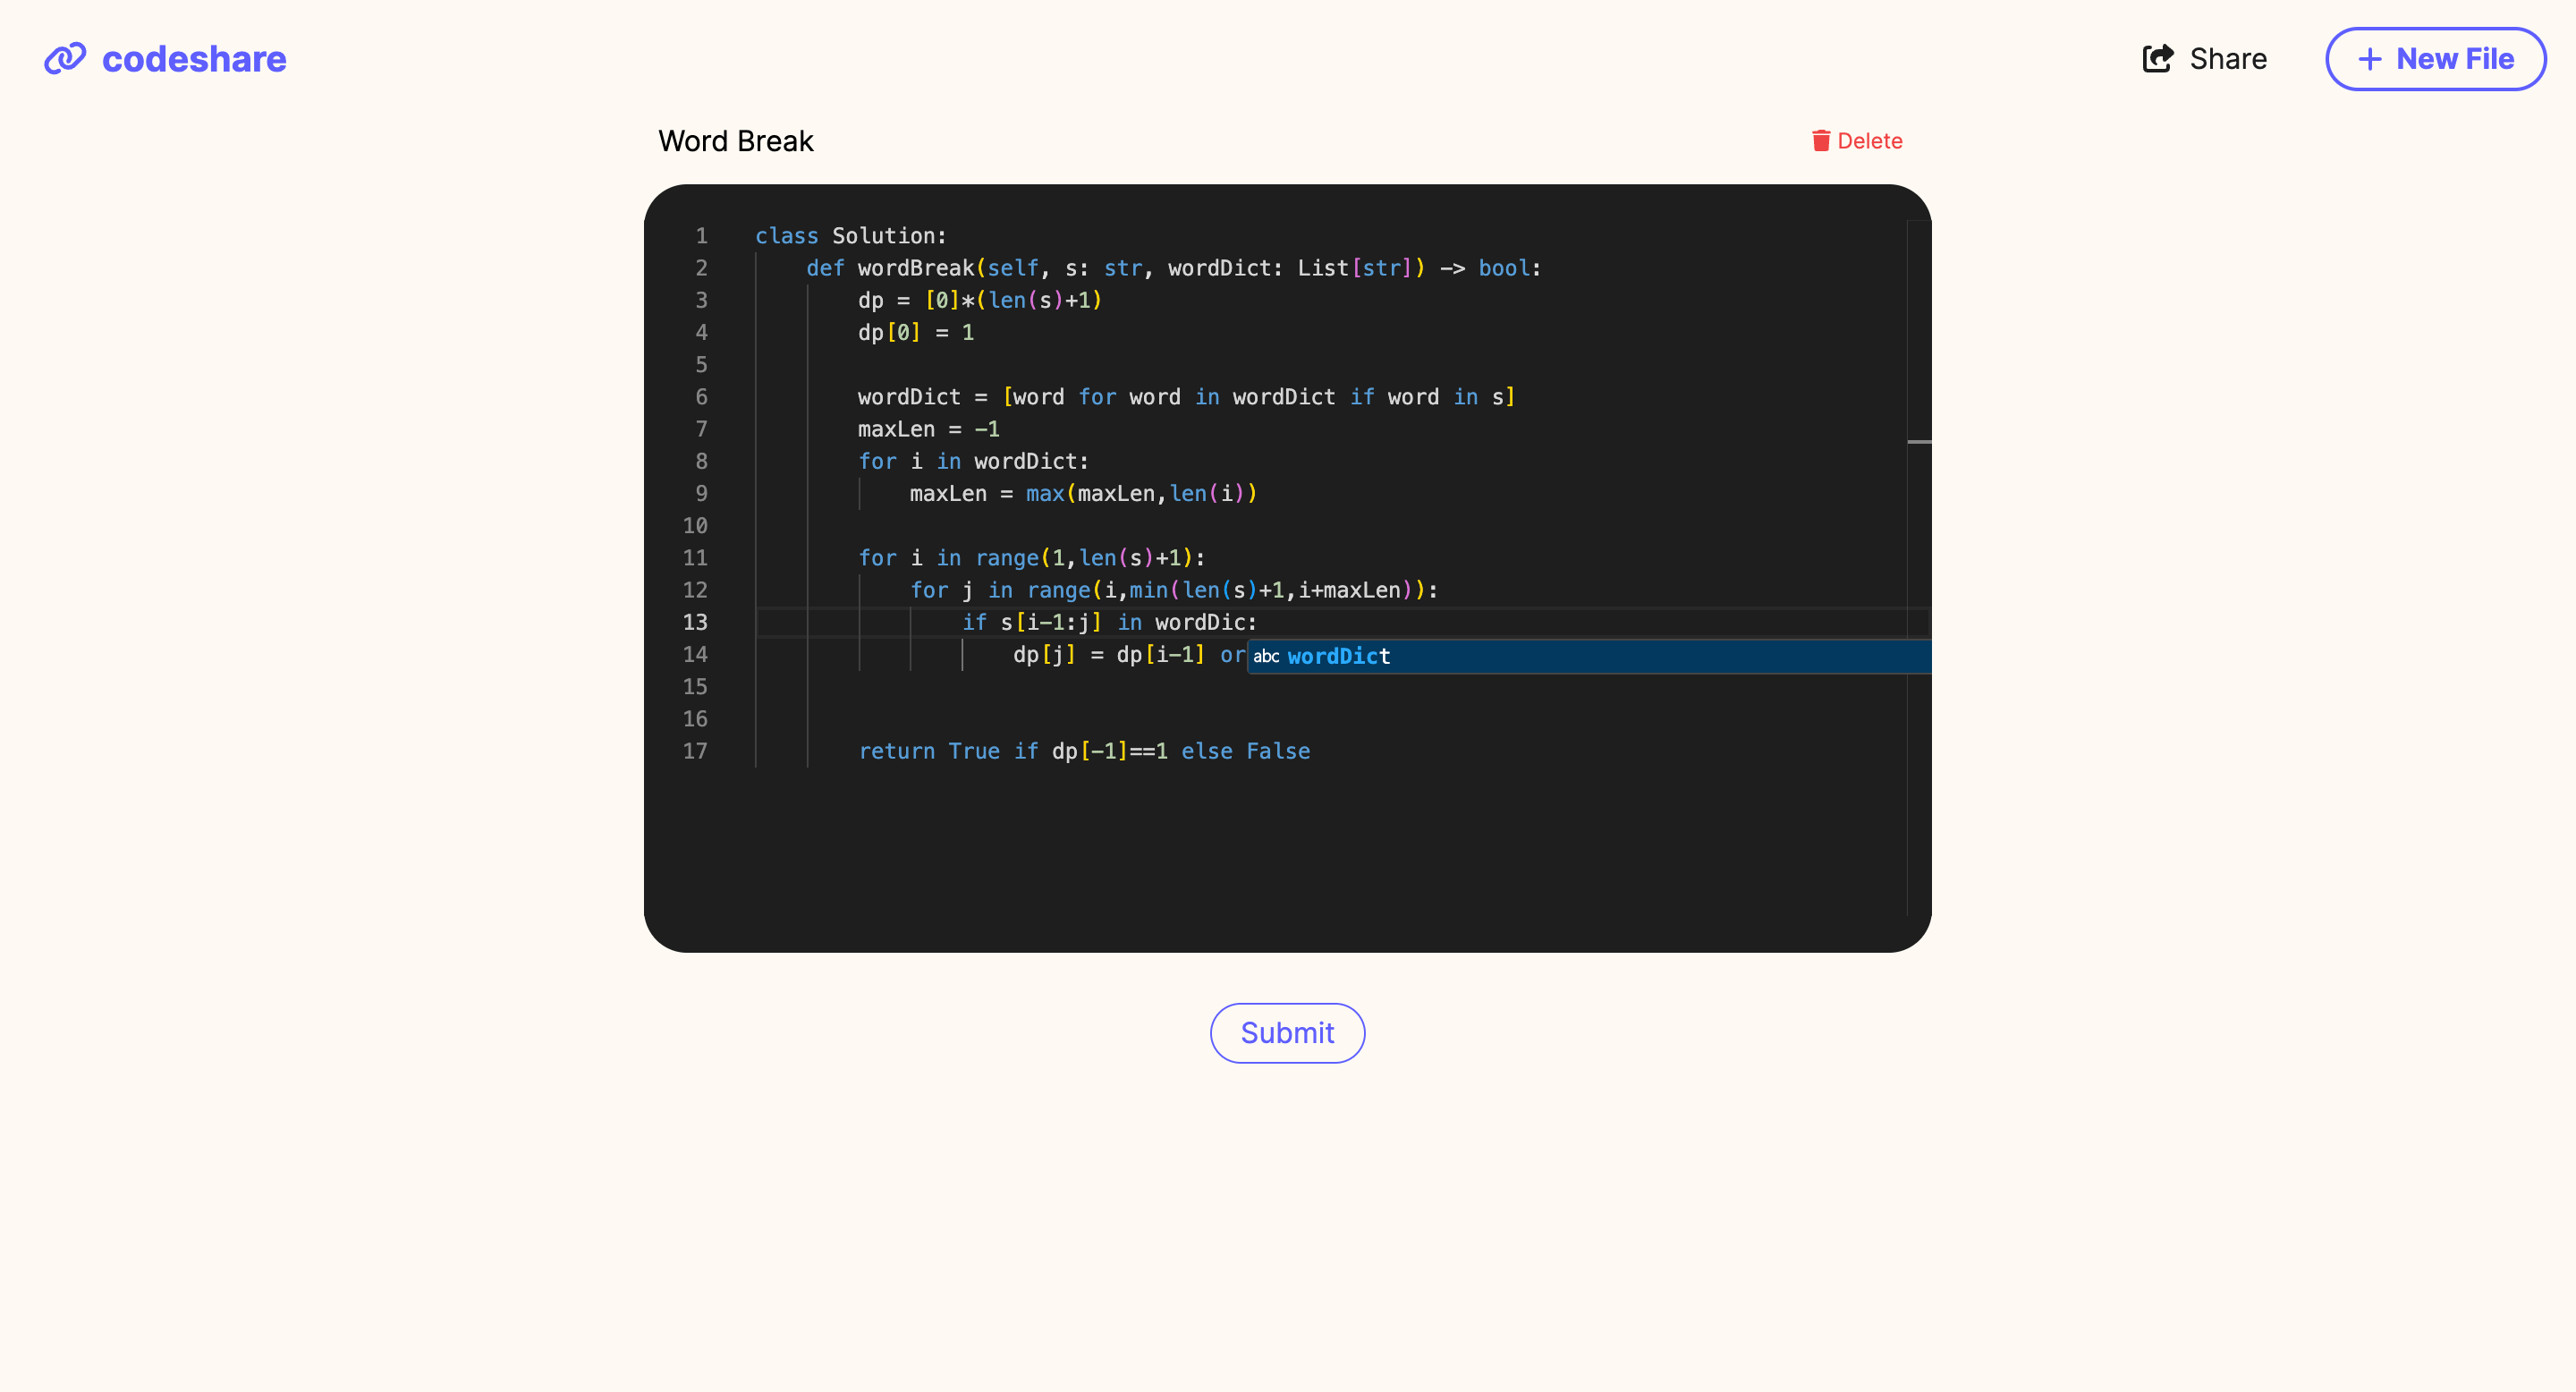 codeshare
Share
+ New File
Word Break
Delete
1 class Solution:
2 def wordBreak(self, s: str, wordDict: List[str]) -> bool:
3 dp = [0]*(len(s)+1)
4 dp[0] = 1
5
6 wordDict = [word for word in wordDict if word in s]
7 maxLen = -1
8 for i in wordDict:
9 maxLen = max(maxLen,len(i))
10
11 for i in range(1,len(s)+1):
12 for j in range(i,min(len(s)+1,i+maxLen)):
13 if s[i-1:j] in wordDic:
14 dp[j] = dp[i-1] or
abc wordDict
15
16
17 return True if dp[-1]==1 else False
Submit